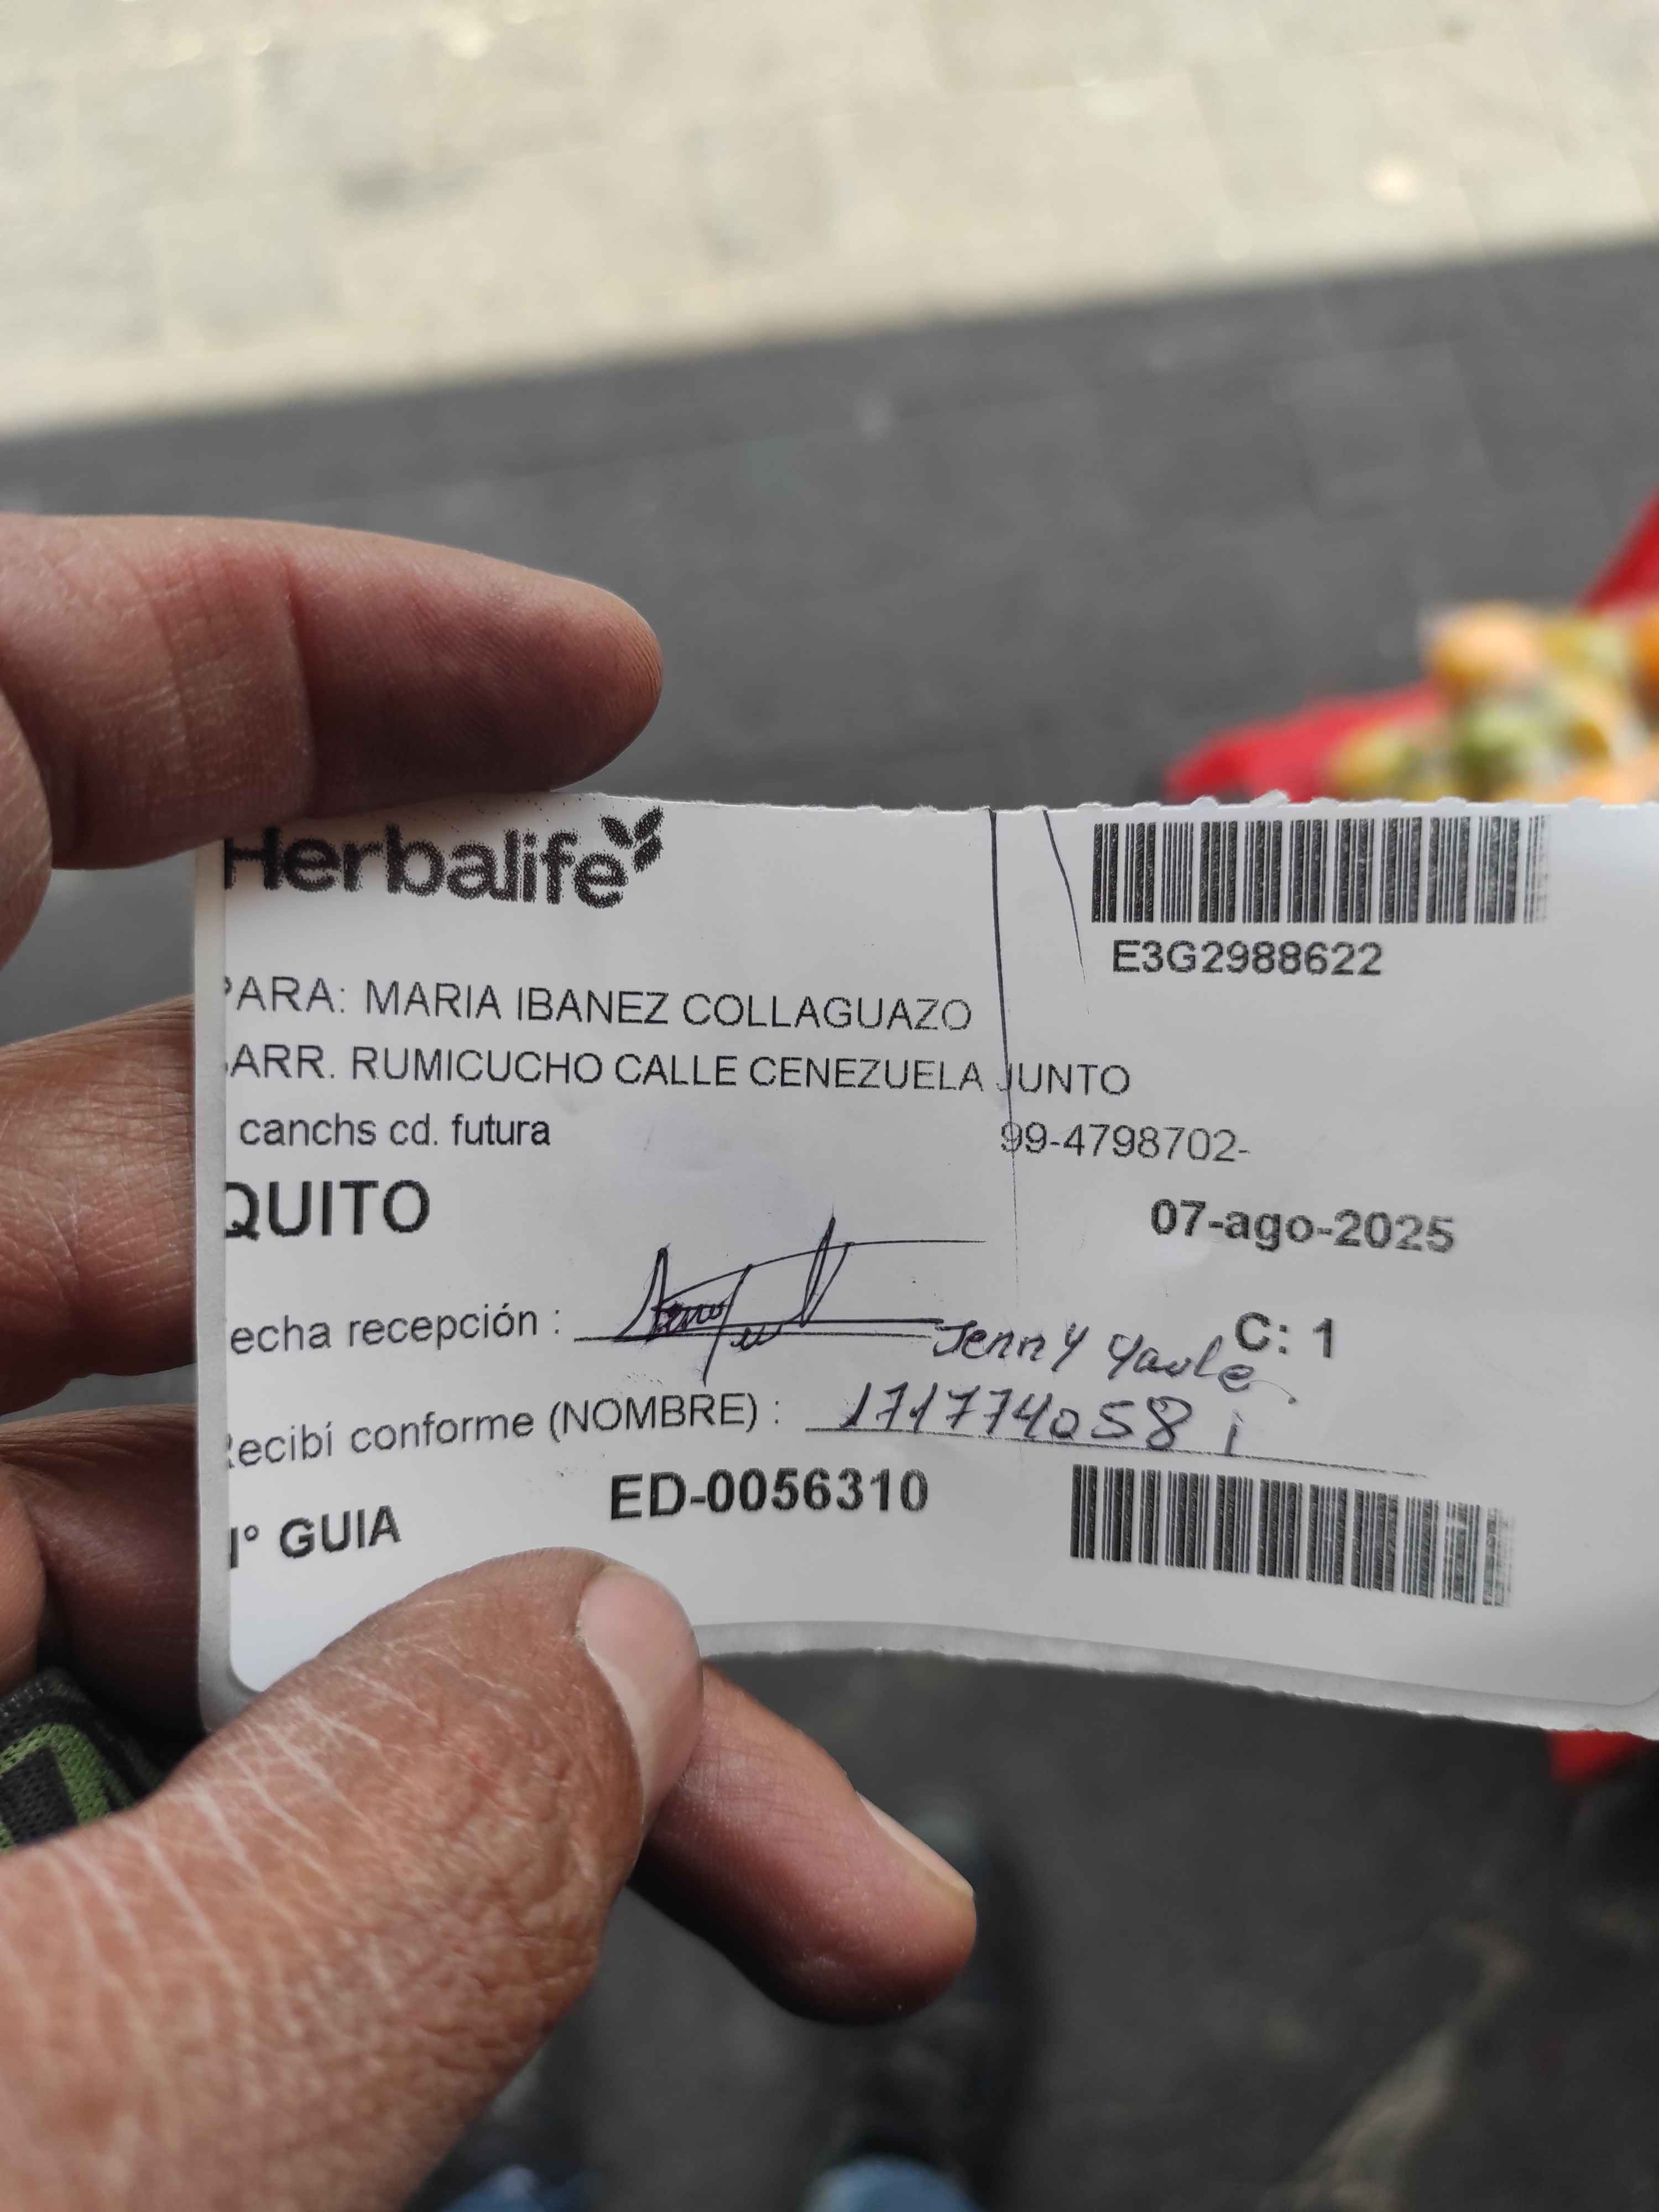 Herbalife
E3G2988622
PARA: MARIA IBANEZ COLLAGUAZO
BARR. RUMICUCHO CALLE CENEZUELA JUNTO
canchs cd. futura 99-4798702-
QUITO
07-ago-2025
echa recepción :
C: 1
Jenny Yaule
Recibí conforme (NOMBRE) : 171774058 1
N° GUIA ED-0056310